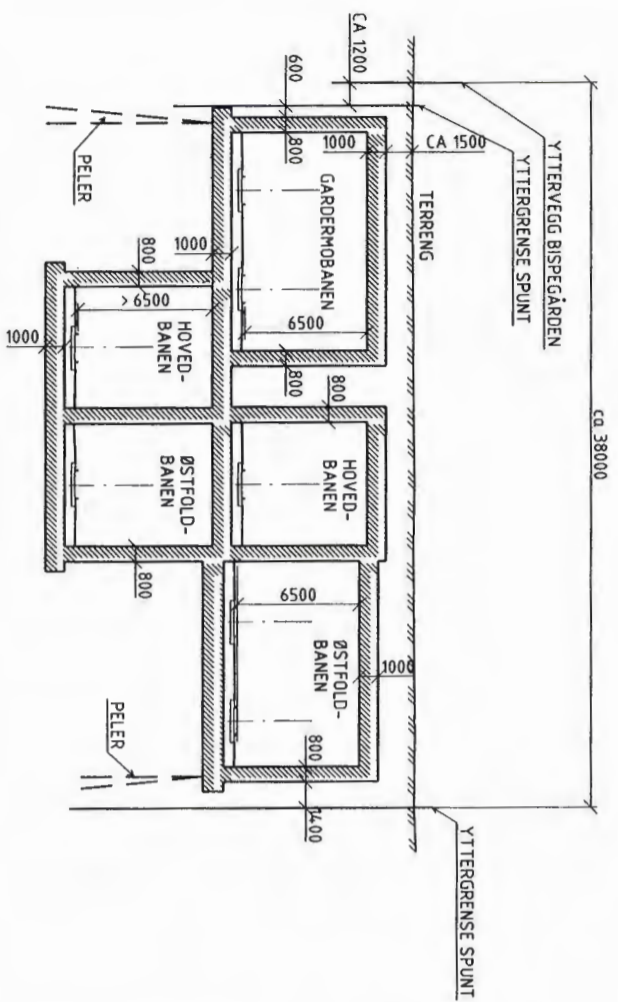 ca 38000
YTTERVEGG BISPEGÅRDEN
YTTERGRENSE SPUNT
YTTERGRENSE SPUNT
CA 1200
CA 1500
TERRENG
600
800
1000
GARDERMOBANEN
6500
800
800
HOVED-
BANEN
ØSTFOLD-
BANEN
6500
1000
800
1400
1000
PELER
800
> 6500
HOVED-
BANEN
ØSTFOLD-
BANEN
800
1000
PELER